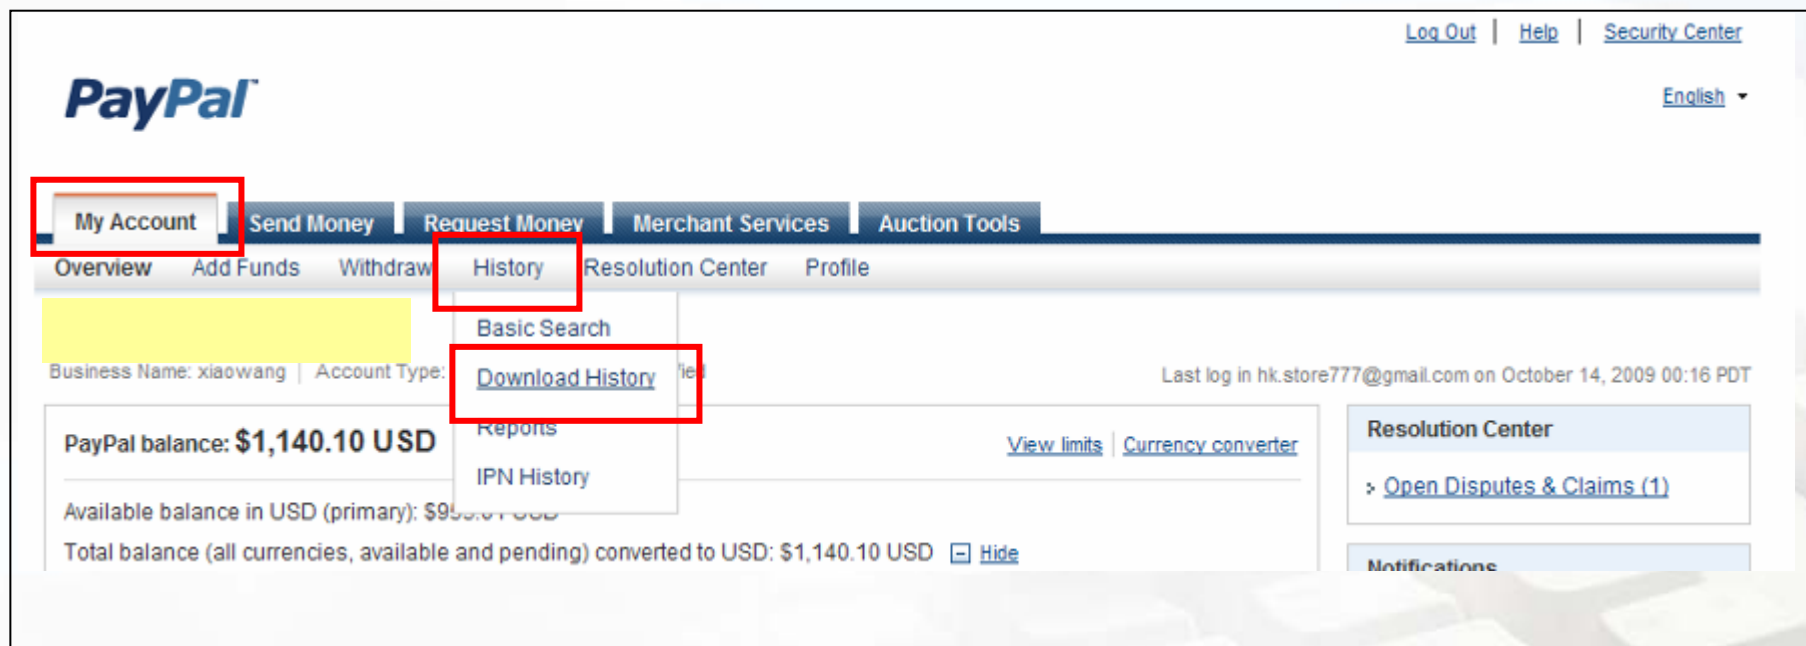 Log Out | Help | Security Center
PayPal™
English
My Account Send Money Request Money Merchant Services Auction Tools
Overview Add Funds Withdraw History Resolution Center Profile
Basic Search
Download History
Reports
IPN History
Business Name: xiaowang | Account Type:
Last log in hk.store777@gmail.com on October 14, 2009 00:16 PDT
PayPal balance: $1,140.10 USD
View limits | Currency converter
Available balance in USD (primary):
Total balance (all currencies, available and pending) converted to USD: $1,140.10 USD Hide
Resolution Center
Open Disputes & Claims (1)
Notifications